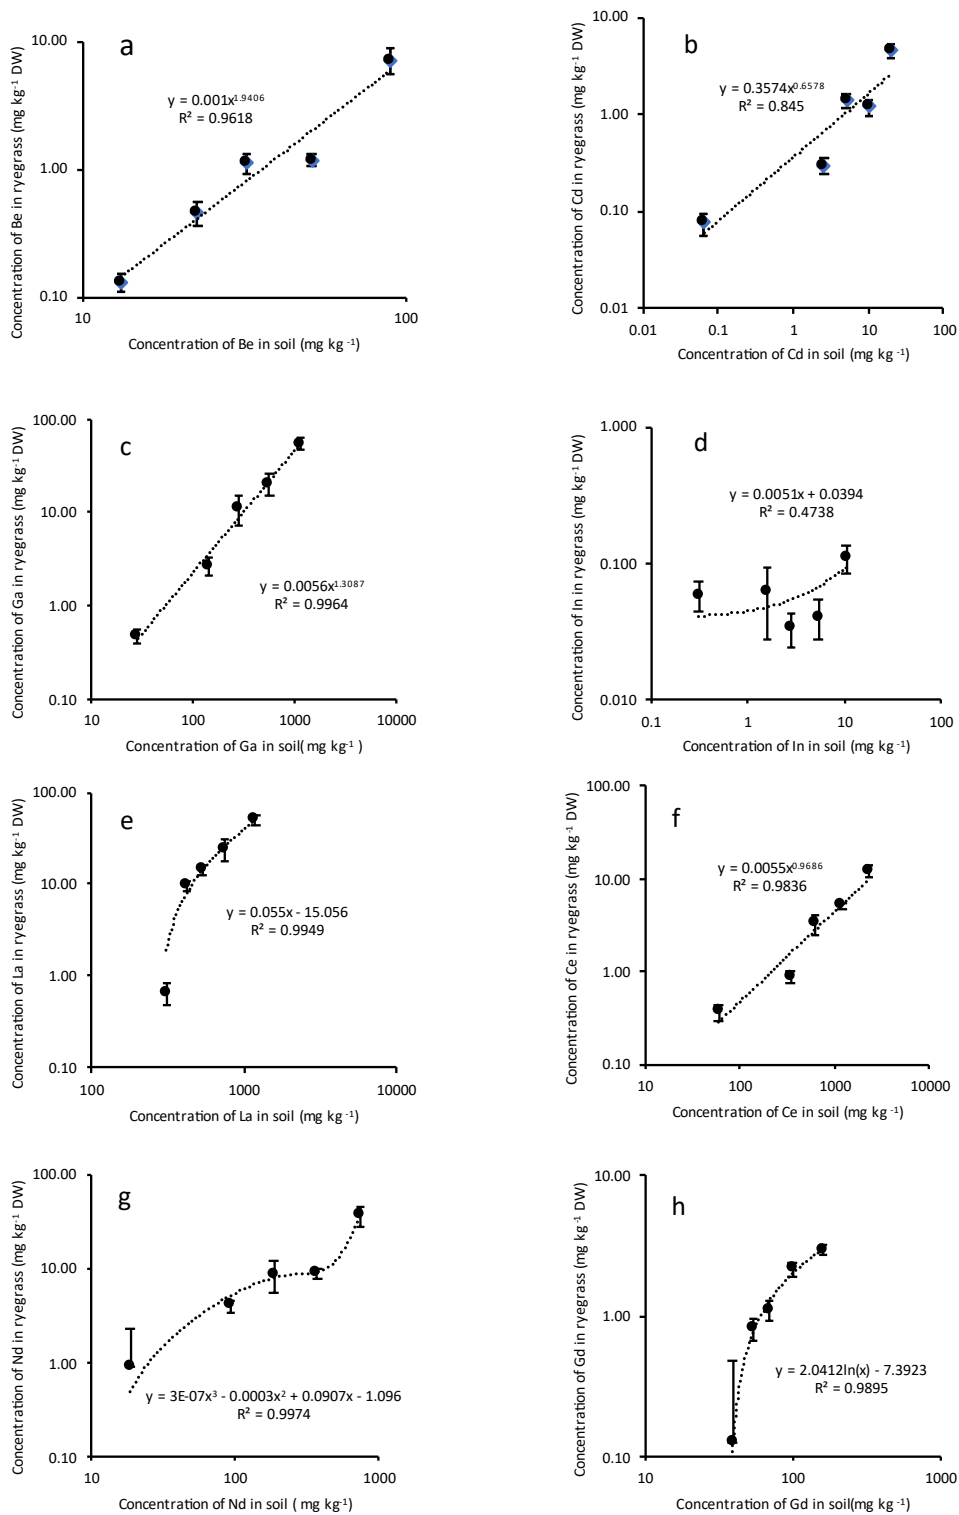 a
Concentration of Be in ryegrass (mg kg⁻¹ DW)
10.00
1.00
0.10
y = 0.001x^1.9406
R² = 0.9618
10
100
Concentration of Be in soil (mg kg ⁻¹)
b
Concentration of Cd in ryegrass (mg kg⁻¹ DW)
10.00
1.00
0.10
0.01
y = 0.3574x^0.6578
R² = 0.845
0.01
0.1
1
10
100
Concentration of Cd in soil (mg kg ⁻¹)
c
Concentration of Ga in ryegrass (mg kg⁻¹ DW)
100.00
10.00
1.00
0.10
y = 0.0056x^1.3087
R² = 0.9964
10
100
1000
10000
Concentration of Ga in soil( mg kg⁻¹ )
d
Concentration of In in ryegrass (mg kg⁻¹ DW)
1.000
0.100
0.010
y = 0.0051x + 0.0394
R² = 0.4738
0.1
1
10
100
Concentration of In in soil (mg kg⁻¹)
e
Concentration of La in ryegrass (mg kg⁻¹ DW)
100.00
10.00
1.00
0.10
y = 0.055x - 15.056
R² = 0.9949
100
1000
10000
Concentration of La in soil (mg kg ⁻¹)
f
Concentration of Ce in ryegrass (mg kg⁻¹ DW)
100.00
10.00
1.00
0.10
y = 0.0055x^0.9686
R² = 0.9836
10
100
1000
10000
Concentration of Ce in soil (mg kg ⁻¹)
g
Concentration of Nd in ryegrass (mg kg⁻¹ DW)
100.00
10.00
1.00
0.10
y = 3E-07x³ - 0.0003x² + 0.0907x - 1.096
R² = 0.9974
10
100
1000
Concentration of Nd in soil ( mg kg⁻¹)
h
Concentration of Gd in ryegrass (mg kg⁻¹ DW)
10.00
1.00
0.10
y = 2.0412ln(x) - 7.3923
R² = 0.9895
10
100
1000
Concentration of Gd in soil(mg kg⁻¹)